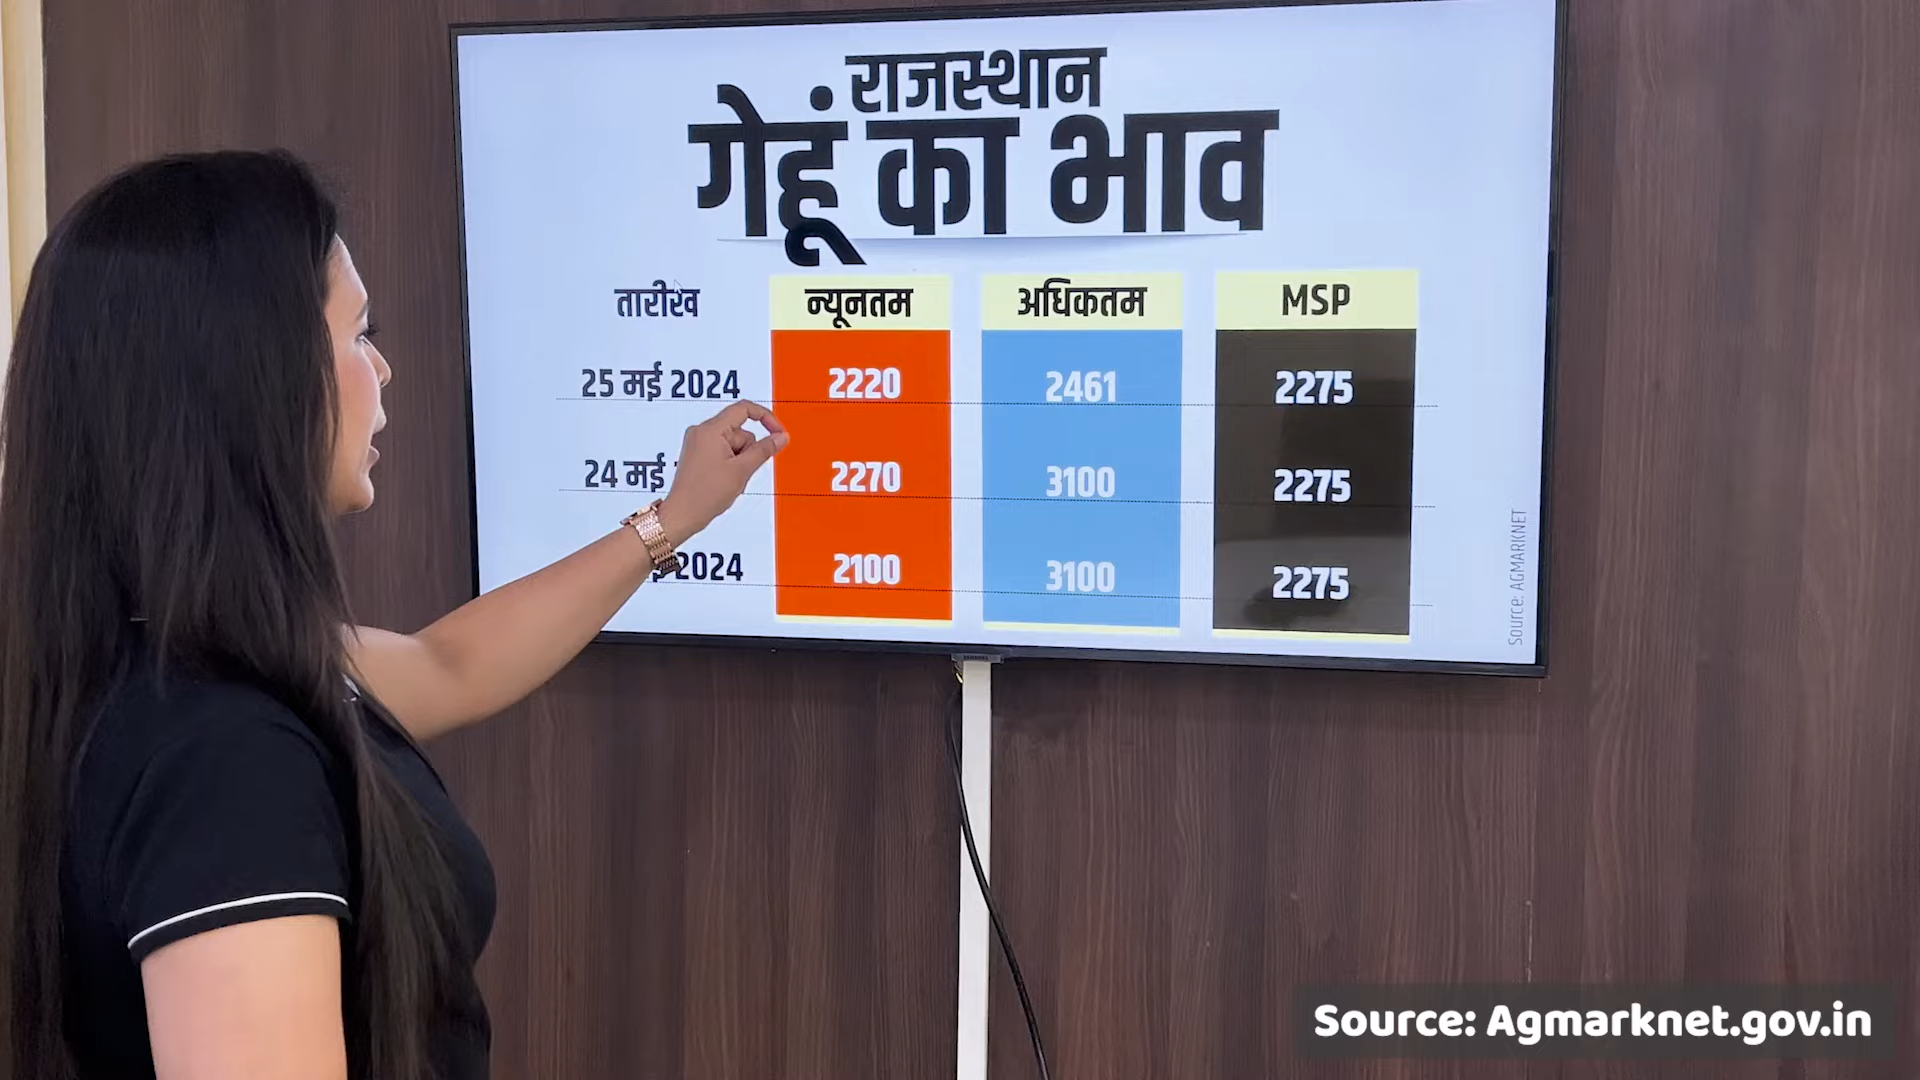 राजस्थान
गेहूं का भाव
तारीख न्यूनतम अधिकतम MSP
25 मई 2024 2220 2461 2275
24 मई 2270 3100 2275
2024 2100 3100 2275
Source: AGMARKNET
Source: Agmarknet.gov.in